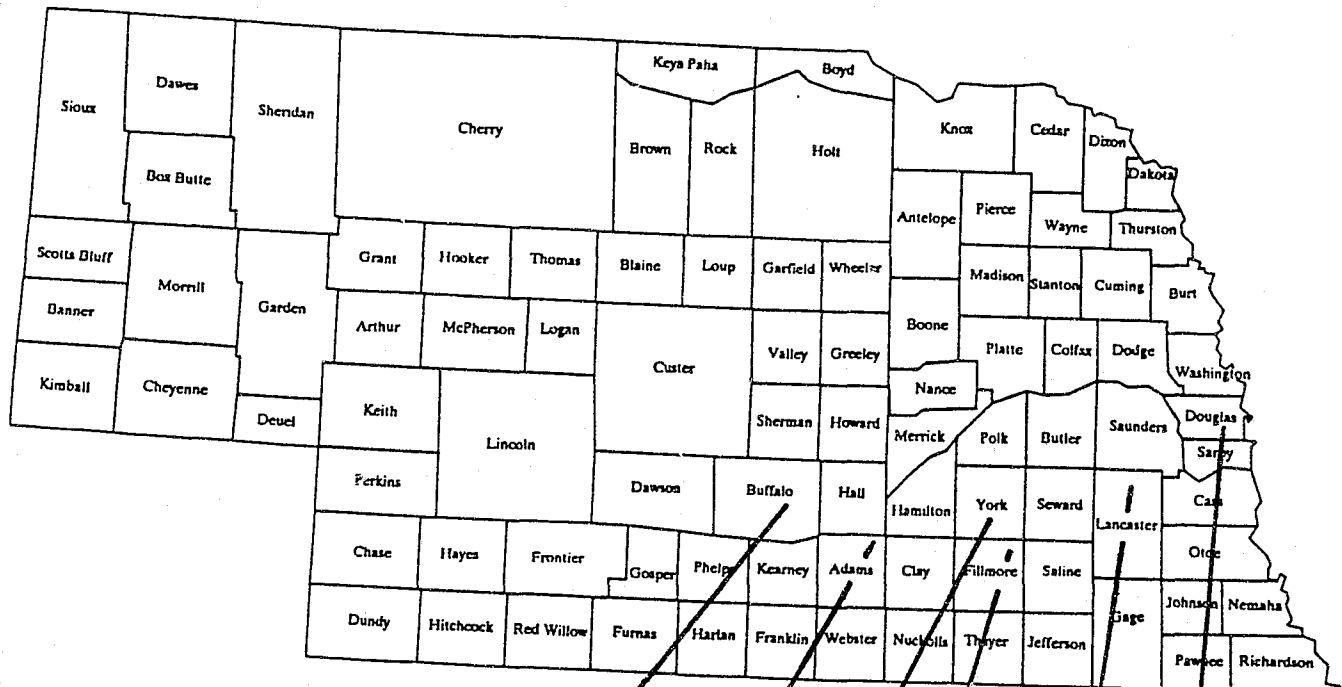 Keya Paha
Boyd
Sioux
Dawes
Sheridan
Cherry
Brown
Rock
Holt
Knox
Cedar
Dixon
Dakota
Box Butte
Antelope
Pierce
Wayne
Thurston
Scotts Bluff
Morrill
Garden
Grant
Hooker
Thomas
Blaine
Loup
Garfield
Wheeler
Madison
Stanton
Cuming
Burt
Banner
Arthur
McPherson
Logan
Boone
Custer
Valley
Greeley
Platte
Colfax
Dodge
Washington
Kimball
Cheyenne
Deuel
Keith
Lincoln
Nance
Sherman
Howard
Merrick
Polk
Butler
Saunders
Douglas
Sarpy
Perkins
Dawson
Buffalo
Hall
Hamilton
York
Seward
Lancaster
Cass
Otoe
Chase
Hayes
Frontier
Gosper
Phelps
Kearney
Adams
Clay
Fillmore
Saline
Gage
Johnson
Nemaha
Dundy
Hitchcock
Red Willow
Furnas
Harlan
Franklin
Webster
Nuckolls
Thayer
Jefferson
Pawnee
Richardson